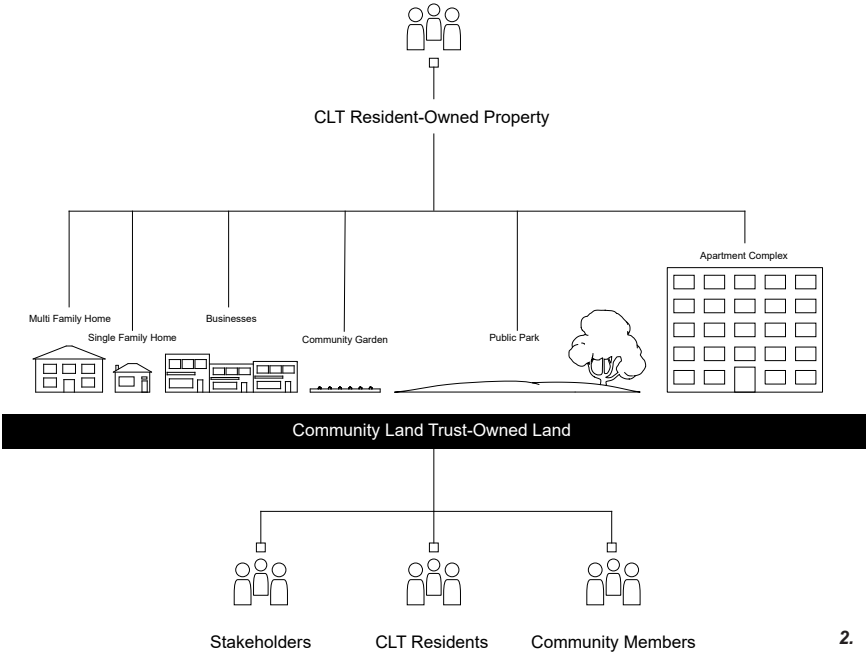 CLT Resident-Owned Property
Apartment Complex
Multi Family Home
Businesses
Single Family Home
Community Garden
Public Park
Community Land Trust-Owned Land
Stakeholders
CLT Residents
Community Members
2.